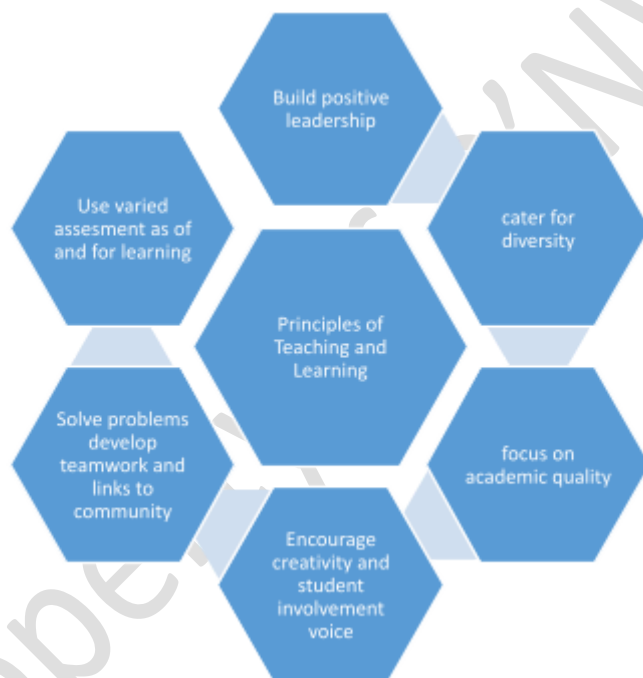 Build positive
leadership
cater for
diversity
focus on
academic quality
Encourage
creativity and
student
involvement
voice
Solve problems
develop
teamwork and
links to
community
Use varied
assesment as of
and for learning
Principles of
Teaching and
Learning